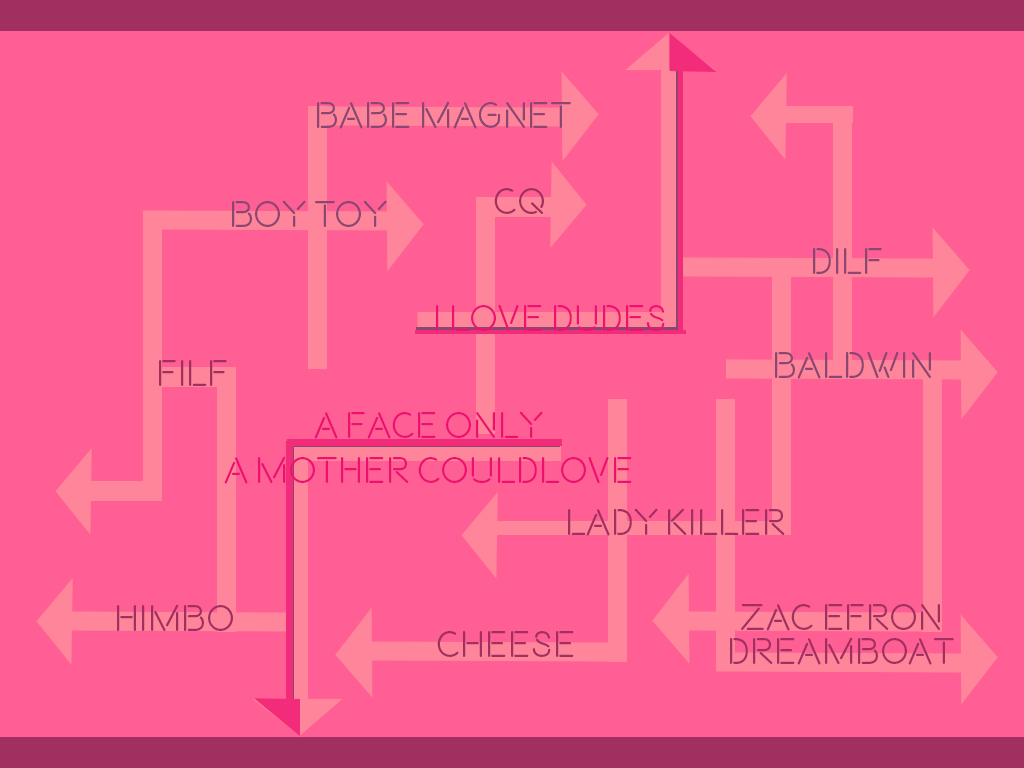 BABE MAGNET
CQ
BOY TOY
DILF
I LOVE DUDES
BALDWIN
FILF
A FACE ONLY
A MOTHER COULDLOVE
LADY KILLER
HIMBO
ZAC EFRON
CHEESE
DREAMBOAT